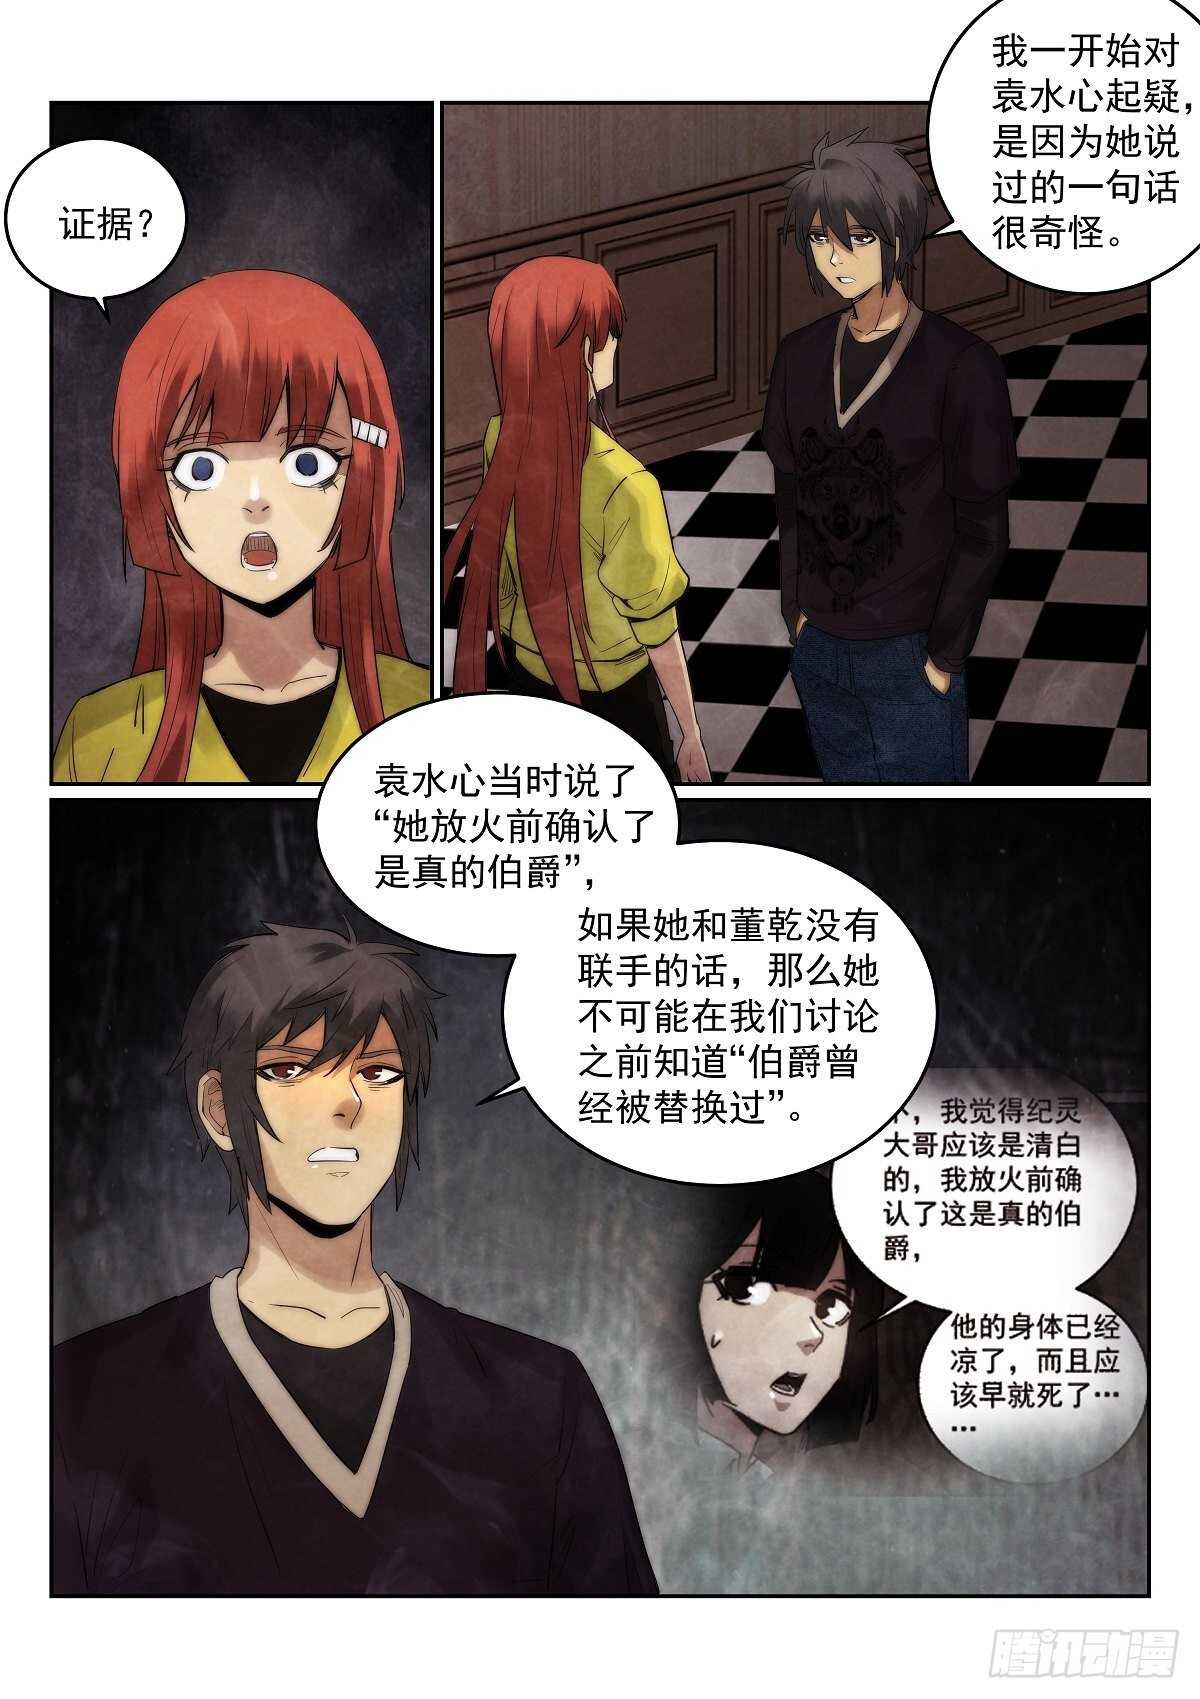 证据？
我一开始对
袁水心起疑，
是因为她说
过的一句话
很奇怪。
袁水心当时说了
“她放火前确认了
是真的伯爵”，
如果她和董乾没有
联手的话，那么她
不可能在我们讨论
之前知道“伯爵曾
经被替换过”。
不，我觉得纪灵
大哥应该是清白
的，我放火前确
认了这是真的伯
爵，
他的身体已经
凉了，而且应
该早就死了……
……
腾讯动漫